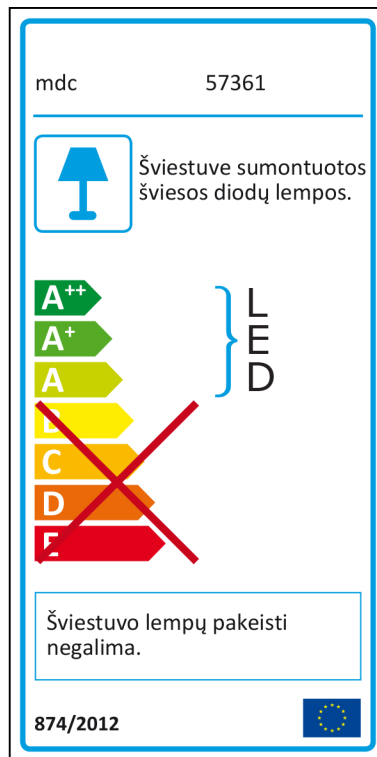 mdc 57361
Šviestuve sumontuotos
šviesos diodų lempos.
A++
A+
A
B
C
D
E
L
E
D
Šviestuvo lempų pakeisti
negalima.
874/2012